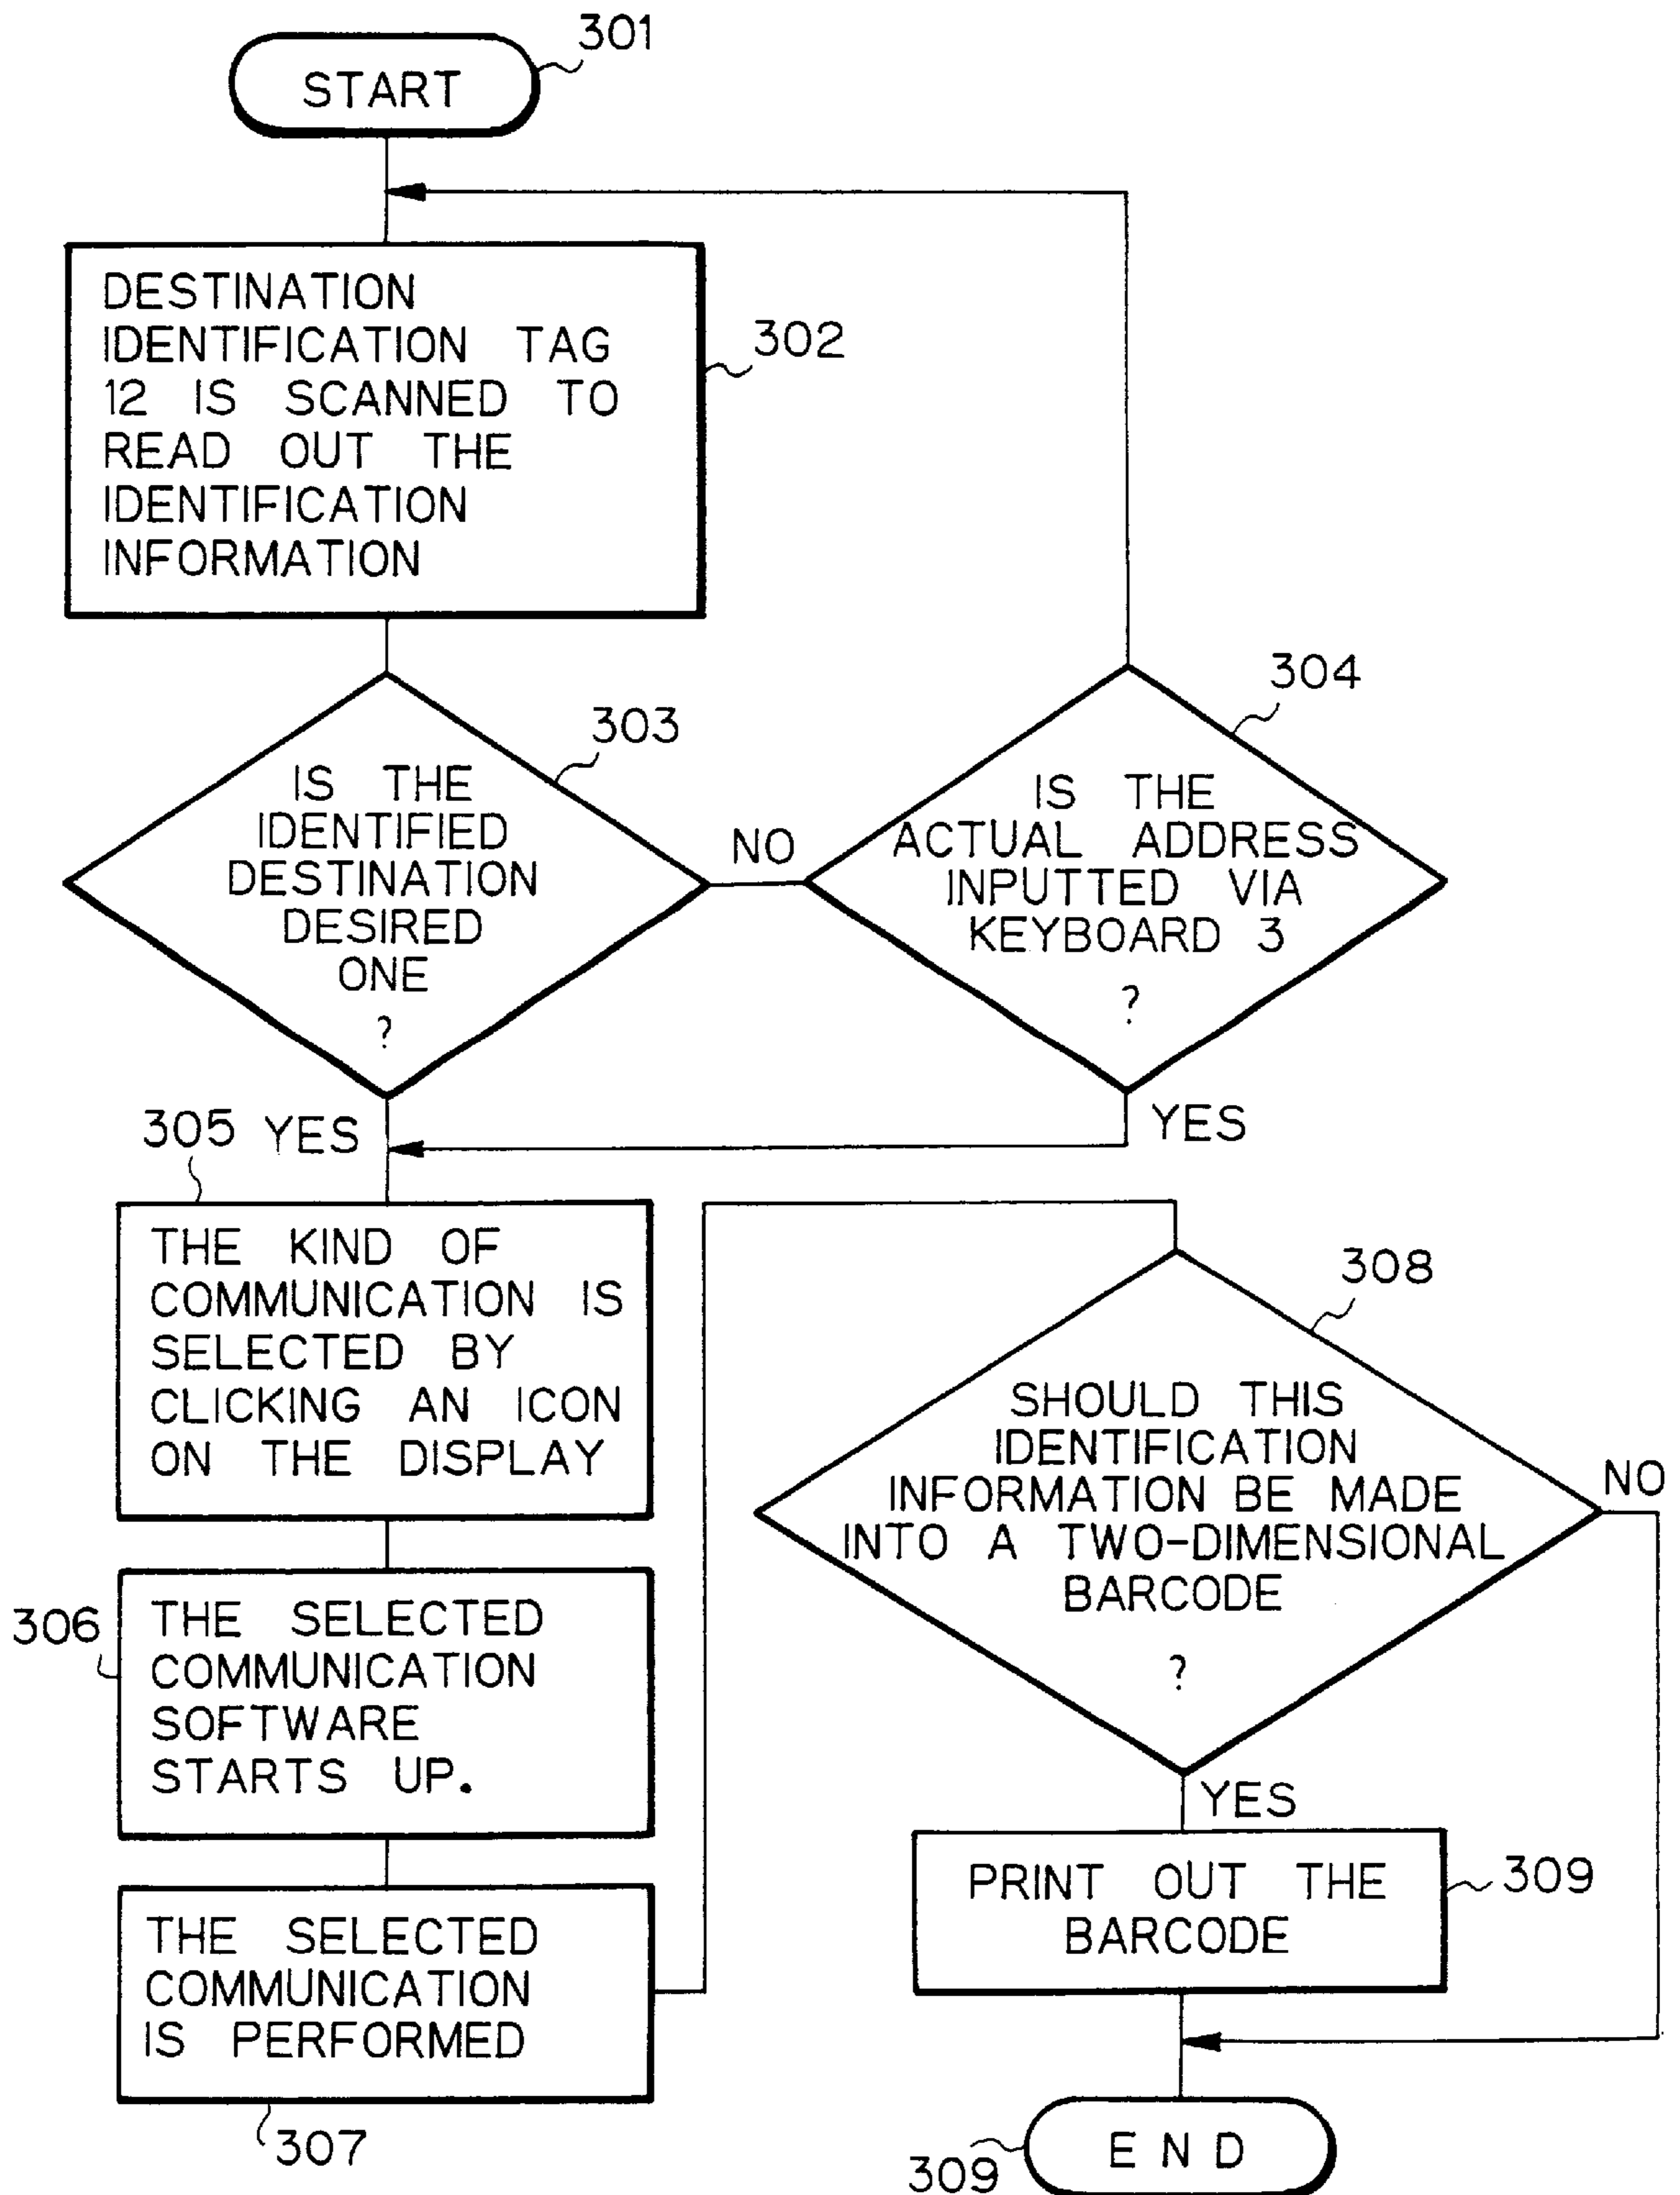 301
START
DESTINATION
IDENTIFICATION TAG
12 IS SCANNED TO
READ OUT THE
IDENTIFICATION
INFORMATION
302
303
IS THE
IDENTIFIED
DESTINATION
DESIRED
ONE
?
NO
304
IS THE
ACTUAL ADDRESS
INPUTTED VIA
KEYBOARD 3
?
YES
YES
305
THE KIND OF
COMMUNICATION IS
SELECTED BY
CLICKING AN ICON
ON THE DISPLAY
306
THE SELECTED
COMMUNICATION
SOFTWARE
STARTS UP.
THE SELECTED
COMMUNICATION
IS PERFORMED
307
308
SHOULD THIS
IDENTIFICATION
INFORMATION BE MADE
INTO A TWO-DIMENSIONAL
BARCODE
?
NO
YES
PRINT OUT THE
BARCODE
309
END
309